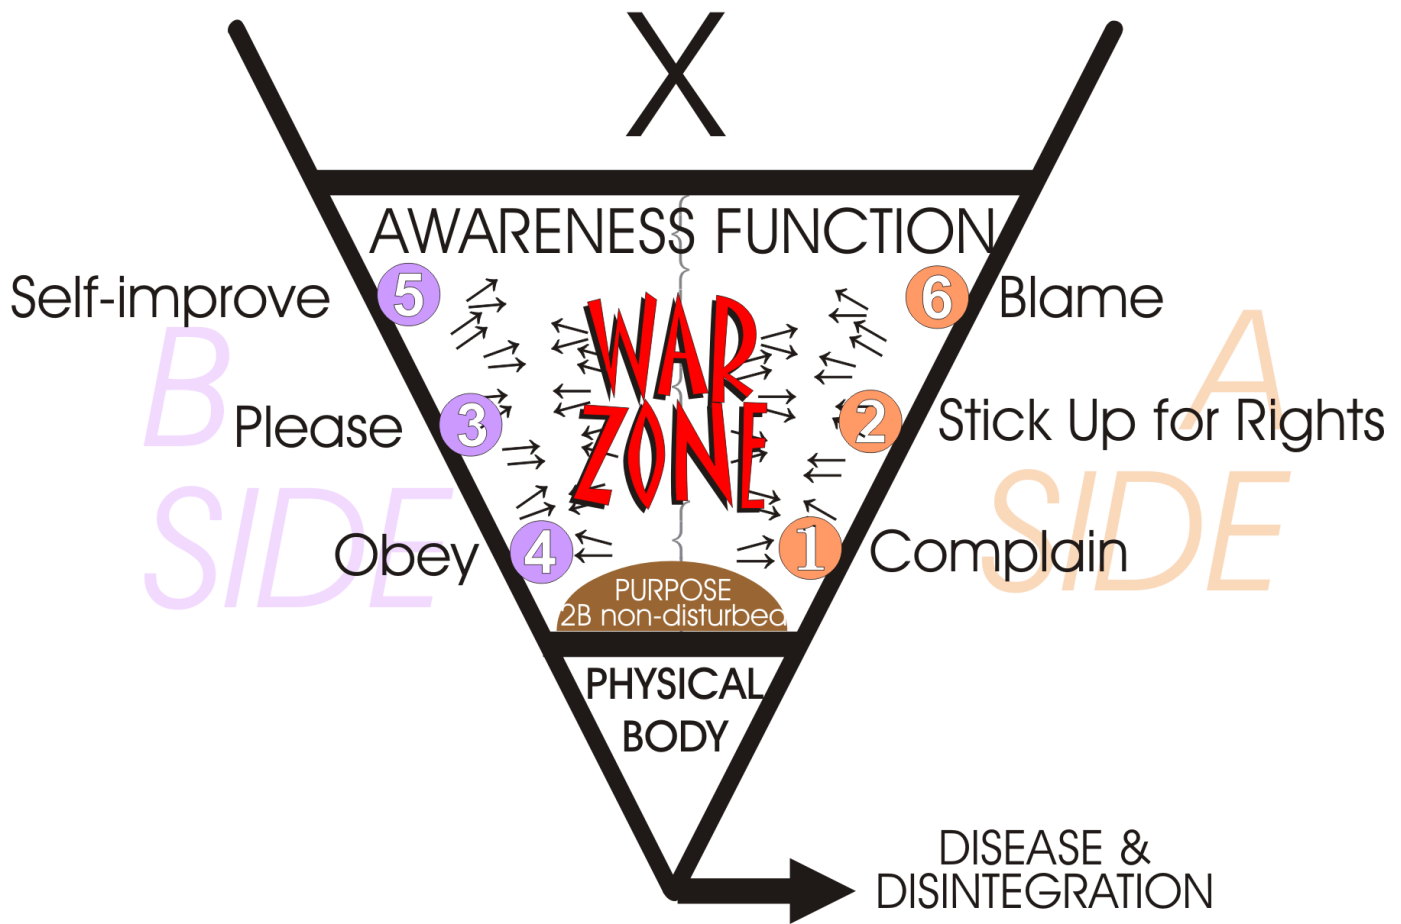 X
AWARENESS FUNCTION
Self-improve 5
6 Blame
WAR
ZONE
B
SIDE
A
SIDE
Please 3
2 Stick Up for Rights
Obey 4
1 Complain
PURPOSE
2B non-disturbed
PHYSICAL
BODY
DISEASE &
DISINTEGRATION